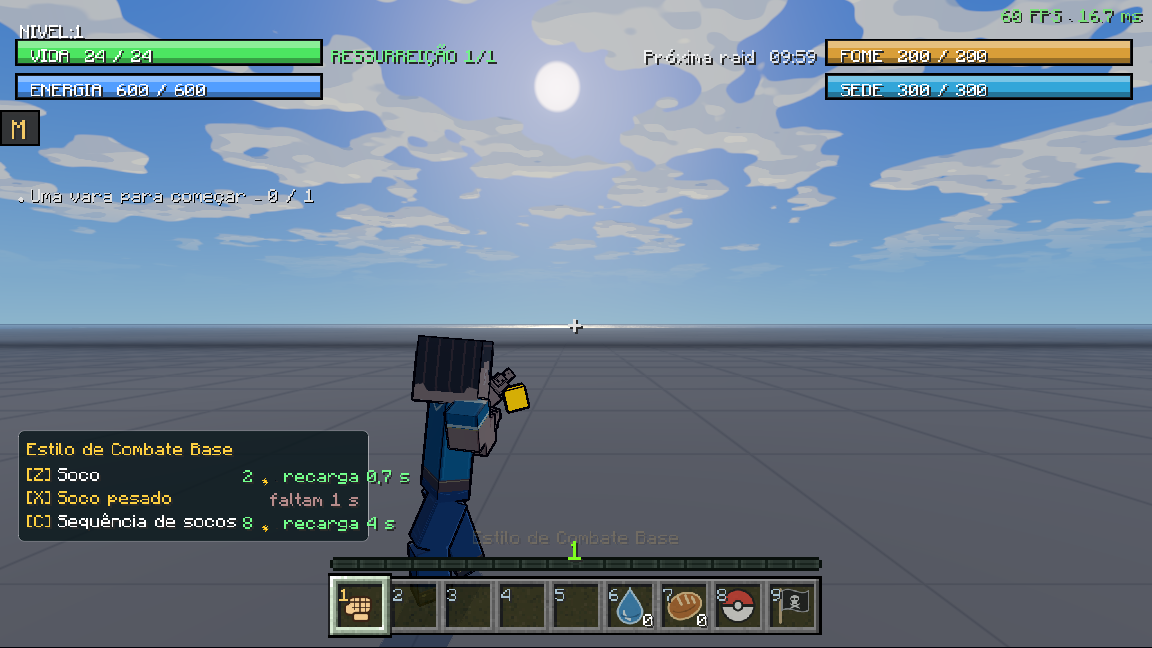 60 FPS - 16.7 ms
NIVEL:1
VIDA 24 / 24
RESSURREIÇÃO 1/1
Próxima raid 09:59
FOME 200 / 200
ENERGIA 600 / 600
SEDE 300 / 300
M
. Uma vara para começar - 0 / 1
Estilo de Combate Base
[Z] Soco 2 recarga 0,7 s
[X] Soco pesado faltam 1 s
[C] Sequência de socos 8 recarga 4 s
Estilo de Combate Base
1
1 2 3 4 5 6 7 8 9
0 0